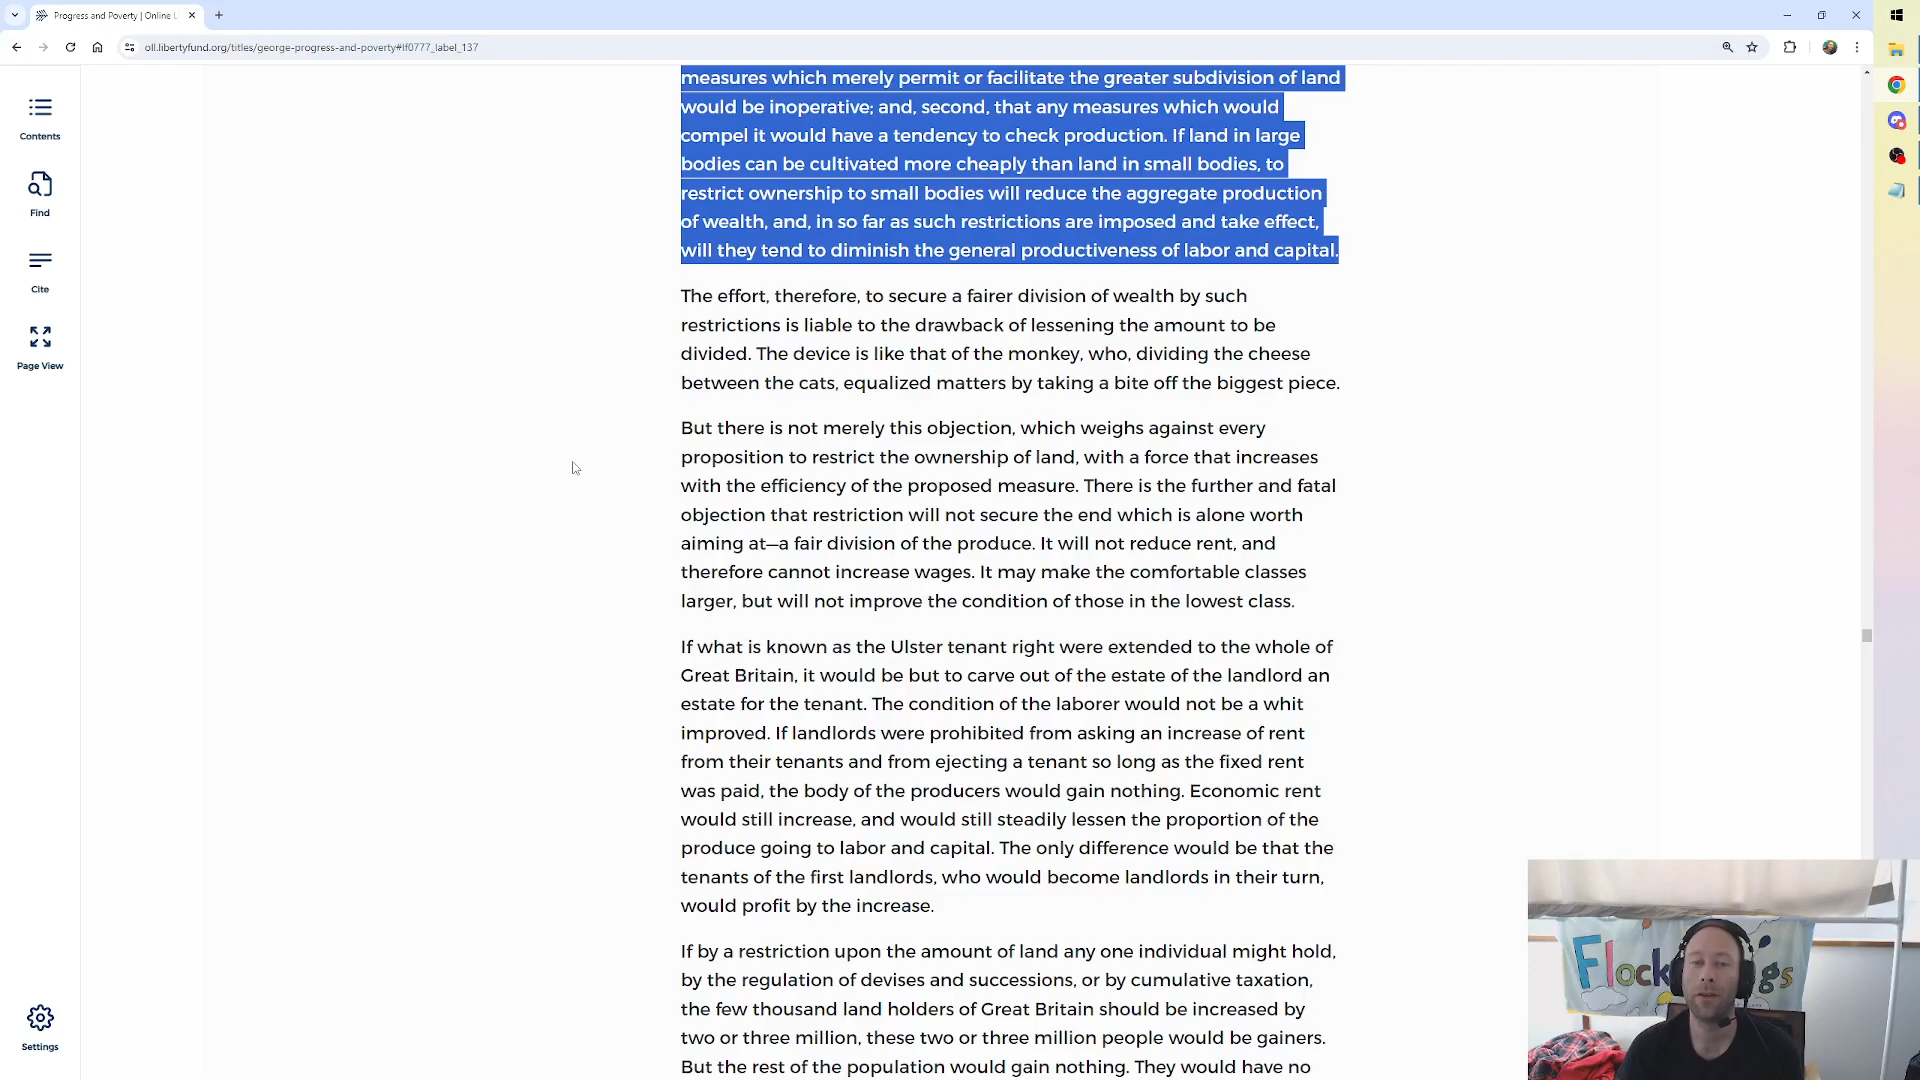 Progress and Poverty | Online L
oll.libertyfund.org/titles/george-progress-and-poverty#lf0777_label_137
Contents
Find
Cite
Page View
Settings
measures which merely permit or facilitate the greater subdivision of land
would be inoperative; and, second, that any measures which would
compel it would have a tendency to check production. If land in large
bodies can be cultivated more cheaply than land in small bodies, to
restrict ownership to small bodies will reduce the aggregate production
of wealth, and, in so far as such restrictions are imposed and take effect,
will they tend to diminish the general productiveness of labor and capital.
The effort, therefore, to secure a fairer division of wealth by such
restrictions is liable to the drawback of lessening the amount to be
divided. The device is like that of the monkey, who, dividing the cheese
between the cats, equalized matters by taking a bite off the biggest piece.
But there is not merely this objection, which weighs against every
proposition to restrict the ownership of land, with a force that increases
with the efficiency of the proposed measure. There is the further and fatal
objection that restriction will not secure the end which is alone worth
aiming at—a fair division of the produce. It will not reduce rent, and
therefore cannot increase wages. It may make the comfortable classes
larger, but will not improve the condition of those in the lowest class.
If what is known as the Ulster tenant right were extended to the whole of
Great Britain, it would be but to carve out of the estate of the landlord an
estate for the tenant. The condition of the laborer would not be a whit
improved. If landlords were prohibited from asking an increase of rent
from their tenants and from ejecting a tenant so long as the fixed rent
was paid, the body of the producers would gain nothing. Economic rent
would still increase, and would still steadily lessen the proportion of the
produce going to labor and capital. The only difference would be that the
tenants of the first landlords, who would become landlords in their turn,
would profit by the increase.
If by a restriction upon the amount of land any one individual might hold,
by the regulation of devises and successions, or by cumulative taxation,
the few thousand land holders of Great Britain should be increased by
two or three million, these two or three million people would be gainers.
But the rest of the population would gain nothing. They would have no
Flock
gs